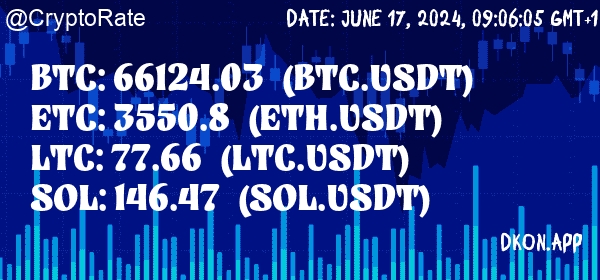 @CryptoRate
DATE: JUNE 17, 2024, 09:06:05 GMT+1
BTC: 66124.03 (BTC.USDT)
ETC: 3550.8 (ETH.USDT)
LTC: 77.66 (LTC.USDT)
SOL: 146.47 (SOL.USDT)
DKON.APP